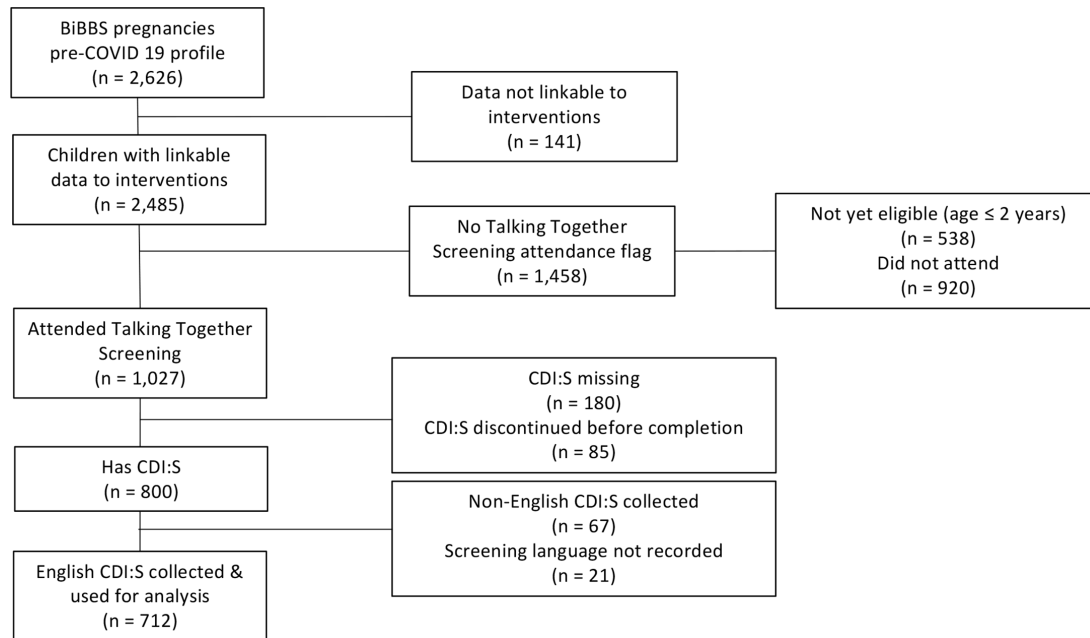 BiBBS pregnancies
pre-COVID 19 profile
(n = 2,626)
Data not linkable to
interventions
(n = 141)
Children with linkable
data to interventions
(n = 2,485)
No Talking Together
Screening attendance flag
(n = 1,458)
Not yet eligible (age ≤ 2 years)
(n = 538)
Did not attend
(n = 920)
Attended Talking Together
Screening
(n = 1,027)
CDI:S missing
(n = 180)
CDI:S discontinued before completion
(n = 85)
Has CDI:S
(n = 800)
Non-English CDI:S collected
(n = 67)
Screening language not recorded
(n = 21)
English CDI:S collected &
used for analysis
(n = 712)